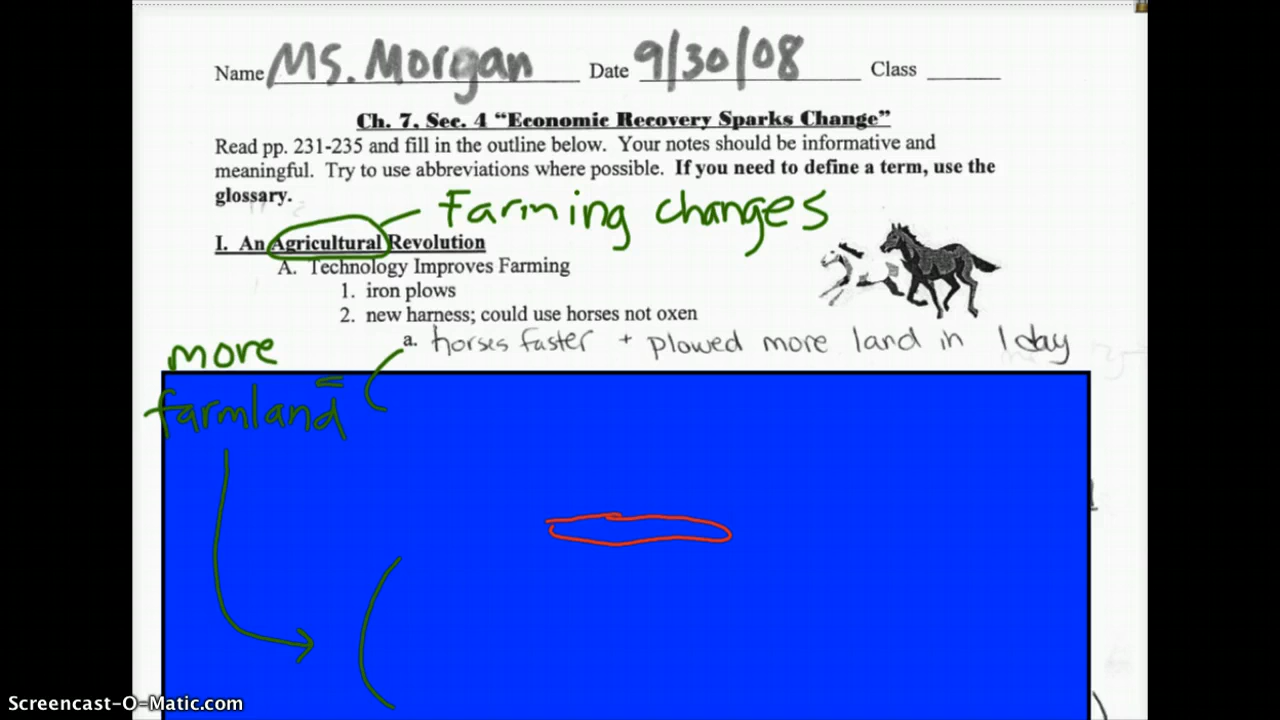 Name Ms. Morgan Date 9/30/08 Class
Ch. 7, Sec. 4 “Economic Recovery Sparks Change”
Read pp. 231-235 and fill in the outline below. Your notes should be informative and
meaningful. Try to use abbreviations where possible. If you need to define a term, use the
glossary.
Farming changes
I. An Agricultural Revolution
A. Technology Improves Farming
1. iron plows
2. new harness; could use horses not oxen
a. horses faster + plowed more land in 1 day
more
farmland
Screencast-O-Matic.com